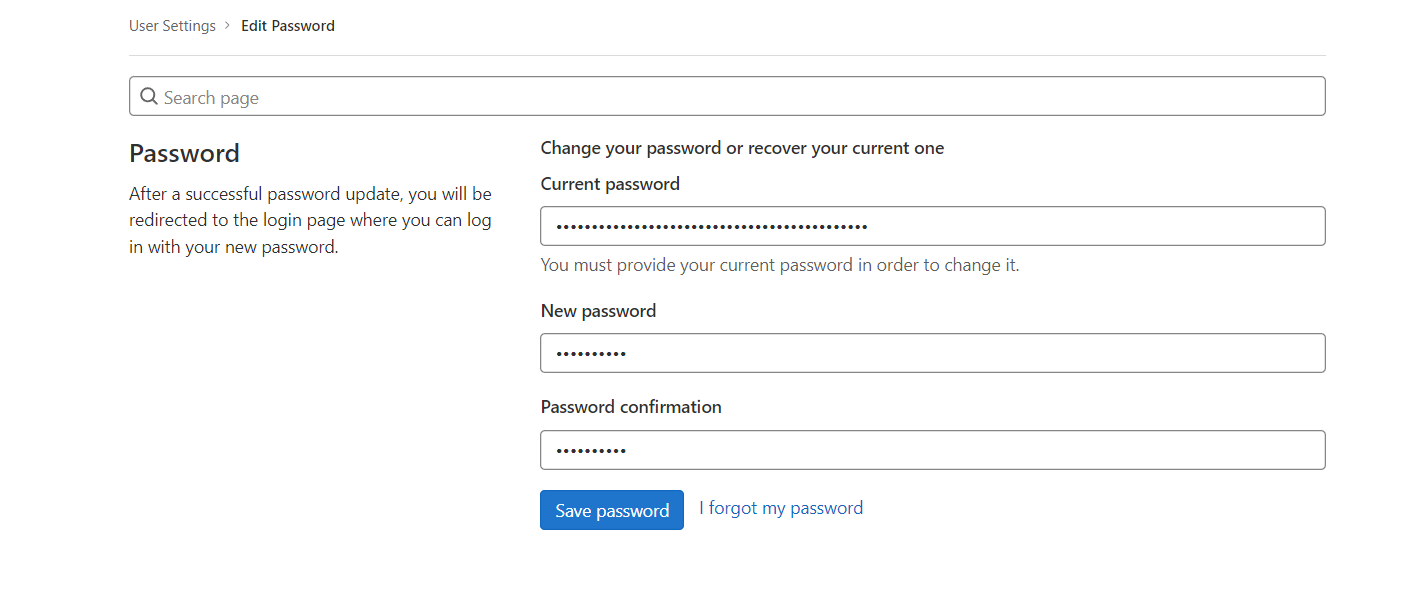 User Settings > Edit Password
Search page
Password
After a successful password update, you will be
redirected to the login page where you can log
in with your new password.
Change your password or recover your current one
Current password
••••••••••••••••••••••••••••••••••••••••••••
You must provide your current password in order to change it.
New password
••••••••••
Password confirmation
••••••••••
Save password
I forgot my password